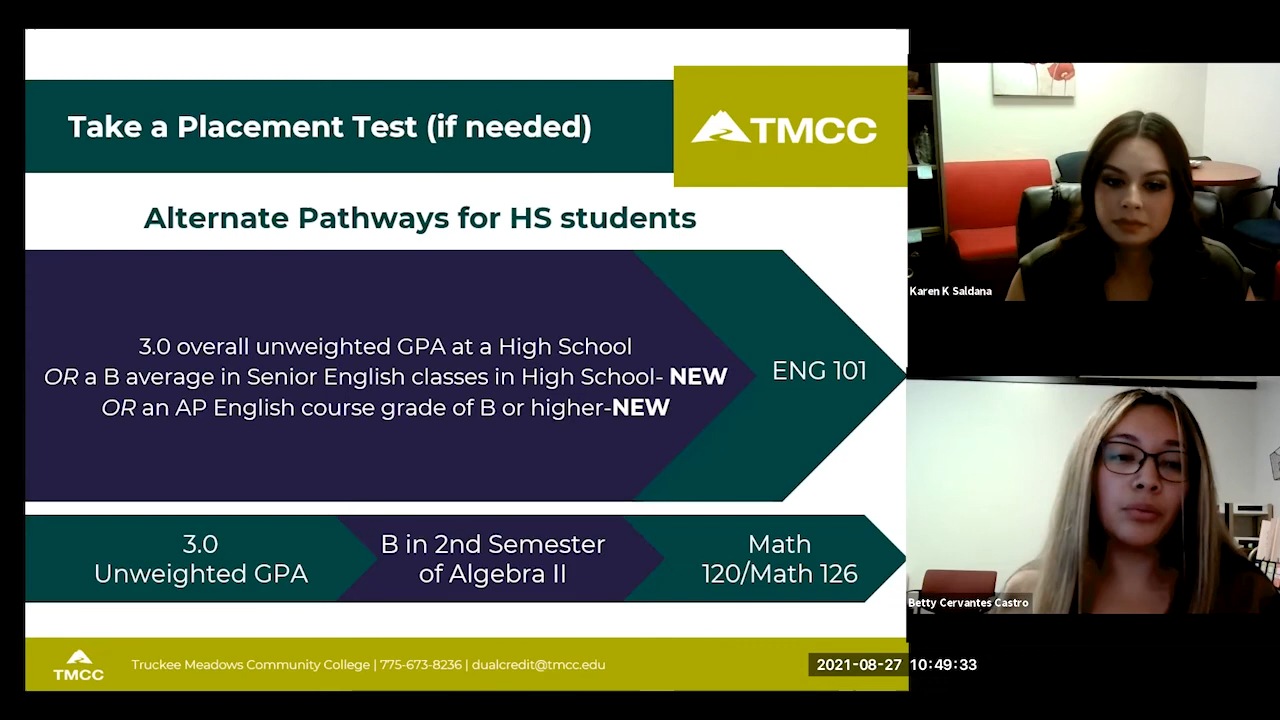 Take a Placement Test (if needed)
TMCC
Alternate Pathways for HS students
3.0 overall unweighted GPA at a High School
OR a B average in Senior English classes in High School- NEW
OR an AP English course grade of B or higher-NEW
ENG 101
3.0
Unweighted GPA
B in 2nd Semester
of Algebra II
Math
120/Math 126
TMCC
Truckee Meadows Community College | 775-673-8236 | dualcredit@tmcc.edu
2021-08-27 10:49:33
Karen K Saldana
Betty Cervantes Castro